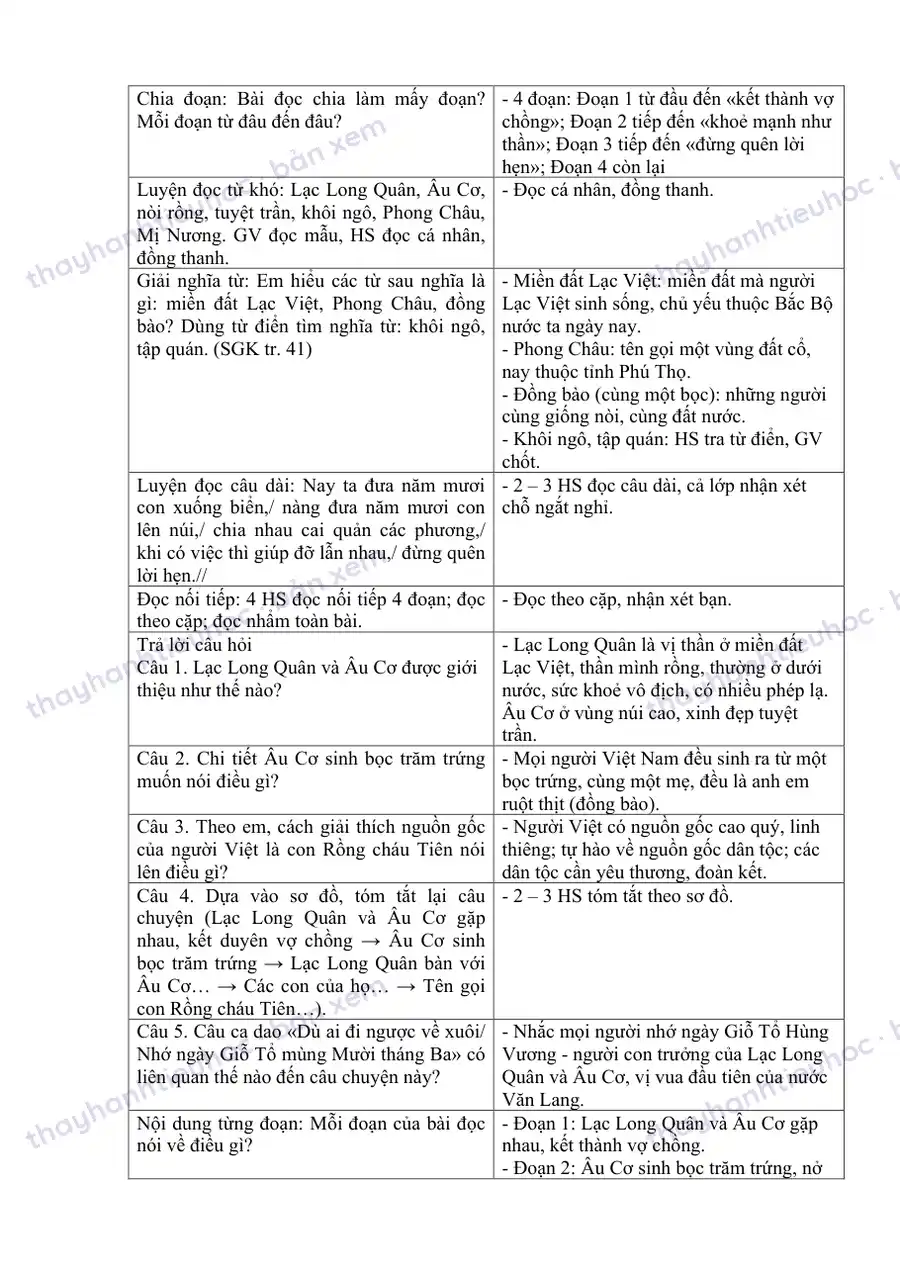 Chia đoạn: Bài đọc chia làm mấy đoạn?
Mỗi đoạn từ đâu đến đâu?
- 4 đoạn: Đoạn 1 từ đầu đến «kết thành vợ
chồng»; Đoạn 2 tiếp đến «khoẻ mạnh như
thần»; Đoạn 3 tiếp đến «đừng quên lời
hẹn»; Đoạn 4 còn lại
Luyện đọc từ khó: Lạc Long Quân, Âu Cơ,
nòi rồng, tuyệt trần, khôi ngô, Phong Châu,
Mị Nương. GV đọc mẫu, HS đọc cá nhân,
đồng thanh.
- Đọc cá nhân, đồng thanh.
Giải nghĩa từ: Em hiểu các từ sau nghĩa là
gì: miền đất Lạc Việt, Phong Châu, đồng
bào? Dùng từ điển tìm nghĩa từ: khôi ngô,
tập quán. (SGK tr. 41)
- Miền đất Lạc Việt: miền đất mà người
Lạc Việt sinh sống, chủ yếu thuộc Bắc Bộ
nước ta ngày nay.
- Phong Châu: tên gọi một vùng đất cổ,
nay thuộc tỉnh Phú Thọ.
- Đồng bào (cùng một bọc): những người
cùng giống nòi, cùng đất nước.
- Khôi ngô, tập quán: HS tra từ điển, GV
chốt.
Luyện đọc câu dài: Nay ta đưa năm mươi
con xuống biển,/ nàng đưa năm mươi con
lên núi,/ chia nhau cai quản các phương,/
khi có việc thì giúp đỡ lẫn nhau,/ đừng quên
lời hẹn.//
- 2 – 3 HS đọc câu dài, cả lớp nhận xét
chỗ ngắt nghỉ.
Đọc nối tiếp: 4 HS đọc nối tiếp 4 đoạn; đọc
theo cặp; đọc nhẩm toàn bài.
- Đọc theo cặp, nhận xét bạn.
Trả lời câu hỏi
Câu 1. Lạc Long Quân và Âu Cơ được giới
thiệu như thế nào?
- Lạc Long Quân là vị thần ở miền đất
Lạc Việt, thần mình rồng, thường ở dưới
nước, sức khoẻ vô địch, có nhiều phép lạ.
Âu Cơ ở vùng núi cao, xinh đẹp tuyệt
trần.
Câu 2. Chi tiết Âu Cơ sinh bọc trăm trứng
muốn nói điều gì?
- Mọi người Việt Nam đều sinh ra từ một
bọc trứng, cùng một mẹ, đều là anh em
ruột thịt (đồng bào).
Câu 3. Theo em, cách giải thích nguồn gốc
của người Việt là con Rồng cháu Tiên nói
lên điều gì?
- Người Việt có nguồn gốc cao quý, linh
thiêng; tự hào về nguồn gốc dân tộc; các
dân tộc cần yêu thương, đoàn kết.
Câu 4. Dựa vào sơ đồ, tóm tắt lại câu
chuyện (Lạc Long Quân và Âu Cơ gặp
nhau, kết duyên vợ chồng → Âu Cơ sinh
bọc trăm trứng → Lạc Long Quân bàn với
Âu Cơ… → Các con của họ… → Tên gọi
con Rồng cháu Tiên…).
- 2 – 3 HS tóm tắt theo sơ đồ.
Câu 5. Câu ca dao «Dù ai đi ngược về xuôi/
Nhớ ngày Giỗ Tổ mùng Mười tháng Ba» có
liên quan thế nào đến câu chuyện này?
- Nhắc mọi người nhớ ngày Giỗ Tổ Hùng
Vương - người con trưởng của Lạc Long
Quân và Âu Cơ, vị vua đầu tiên của nước
Văn Lang.
Nội dung từng đoạn: Mỗi đoạn của bài đọc
nói về điều gì?
- Đoạn 1: Lạc Long Quân và Âu Cơ gặp
nhau, kết thành vợ chồng.
- Đoạn 2: Âu Cơ sinh bọc trăm trứng, nở
thayhanhtieuhoc · bản xem
thayhanhtieuhoc · b
thayhanhtieuhoc · bản xem
thayhanhtieuhoc · b
thayhanhtieuhoc · bản xem
thayhanhtieuhoc · b